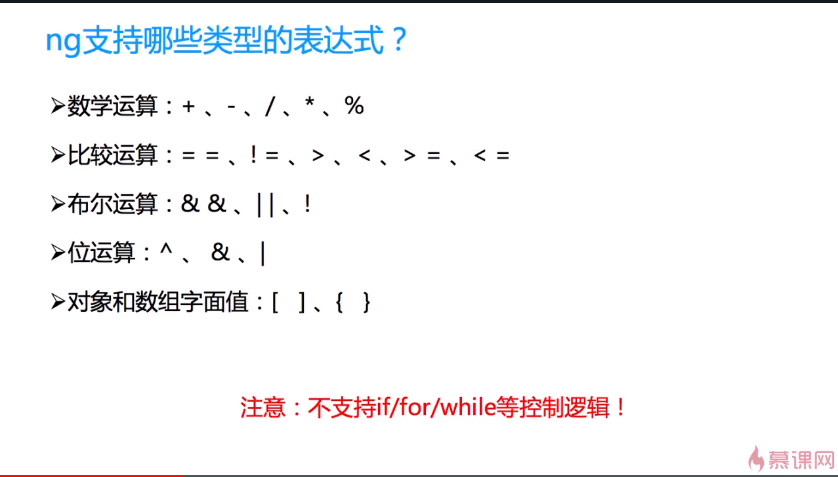 ng支持哪些类型的表达式？
➢数学运算：+ 、- 、/ 、* 、%
➢比较运算：= = 、! = 、> 、< 、> = 、< =
➢布尔运算：& & 、| | 、!
➢位运算：^ 、 & 、|
➢对象和数组字面值：[ ] 、{ }
注意：不支持if/for/while等控制逻辑！
慕课网